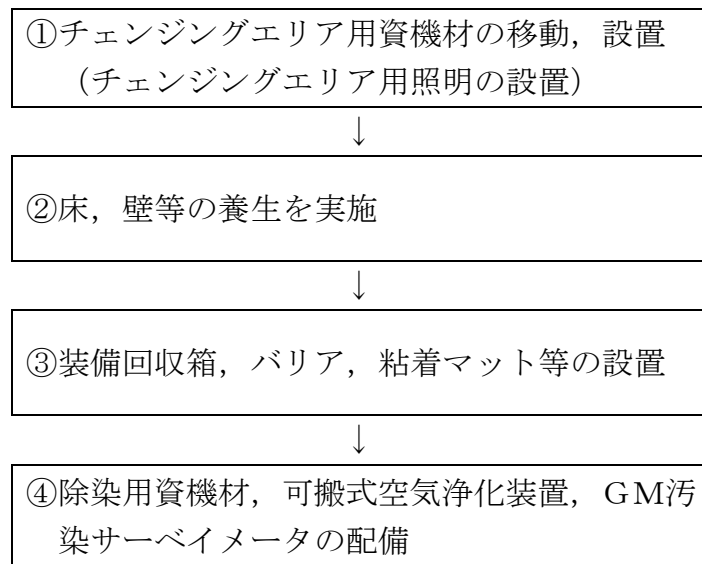 ①チェンジングエリア用資機材の移動，設置
（チェンジングエリア用照明の設置）
↓
②床，壁等の養生を実施
↓
③装備回収箱，バリア，粘着マット等の設置
↓
④除染用資機材，可搬式空気浄化装置，ＧＭ汚
染サーベイメータの配備